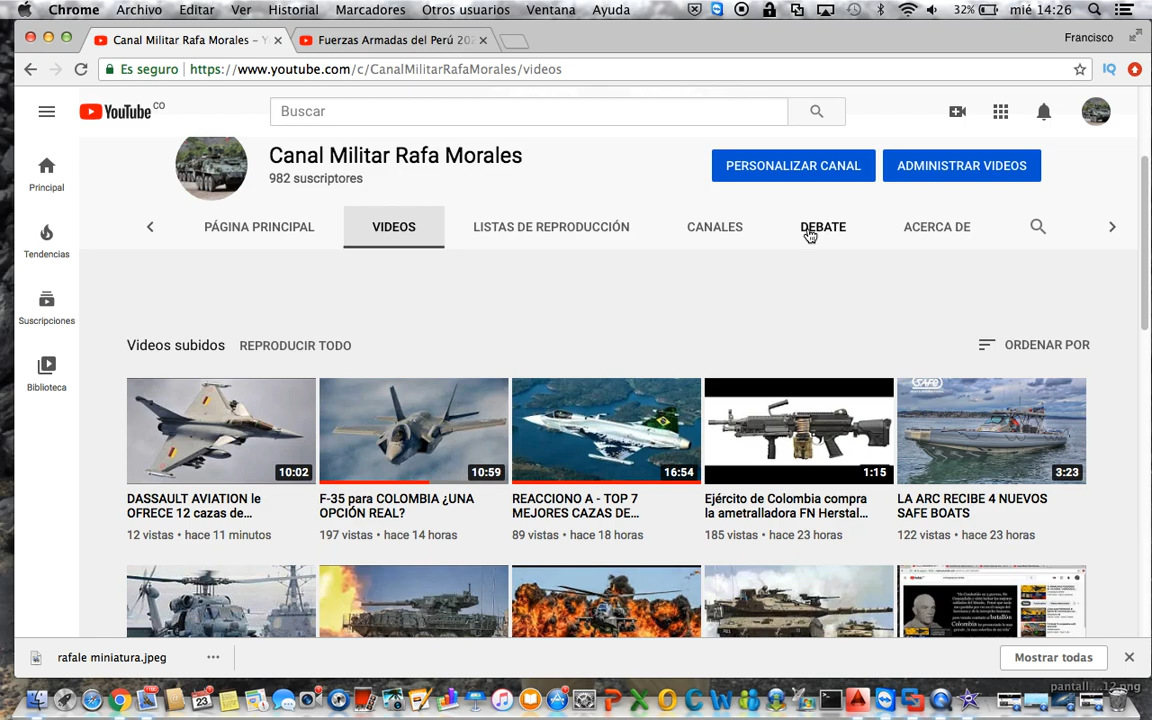 Chrome Archivo Editar Ver Historial Marcadores Otros usuarios Ventana Ayuda 32% mié 14:26
Canal Militar Rafa Morales – Y
Fuerzas Armadas del Perú 202
Francisco
Es seguro https://www.youtube.com/c/CanalMilitarRafaMorales/videos
YouTube CO
Buscar
Canal Militar Rafa Morales
982 suscriptores
PERSONALIZAR CANAL
ADMINISTRAR VIDEOS
Principal
Tendencias
Suscripciones
Biblioteca
PÁGINA PRINCIPAL VIDEOS LISTAS DE REPRODUCCIÓN CANALES DEBATE ACERCA DE
Videos subidos REPRODUCIR TODO ORDENAR POR
10:02
10:59
16:54
1:15
SAFE
3:23
DASSAULT AVIATION le
OFRECE 12 cazas de...
12 vistas • hace 11 minutos
F-35 para COLOMBIA ¿UNA
OPCIÓN REAL?
197 vistas • hace 14 horas
REACCIONO A - TOP 7
MEJORES CAZAS DE...
89 vistas • hace 18 horas
Ejército de Colombia compra
la ametralladora FN Herstal...
185 vistas • hace 23 horas
LA ARC RECIBE 4 NUEVOS
SAFE BOATS
122 vistas • hace 23 horas
rafale miniatura.jpeg
Mostrar todas
pantall....12.png